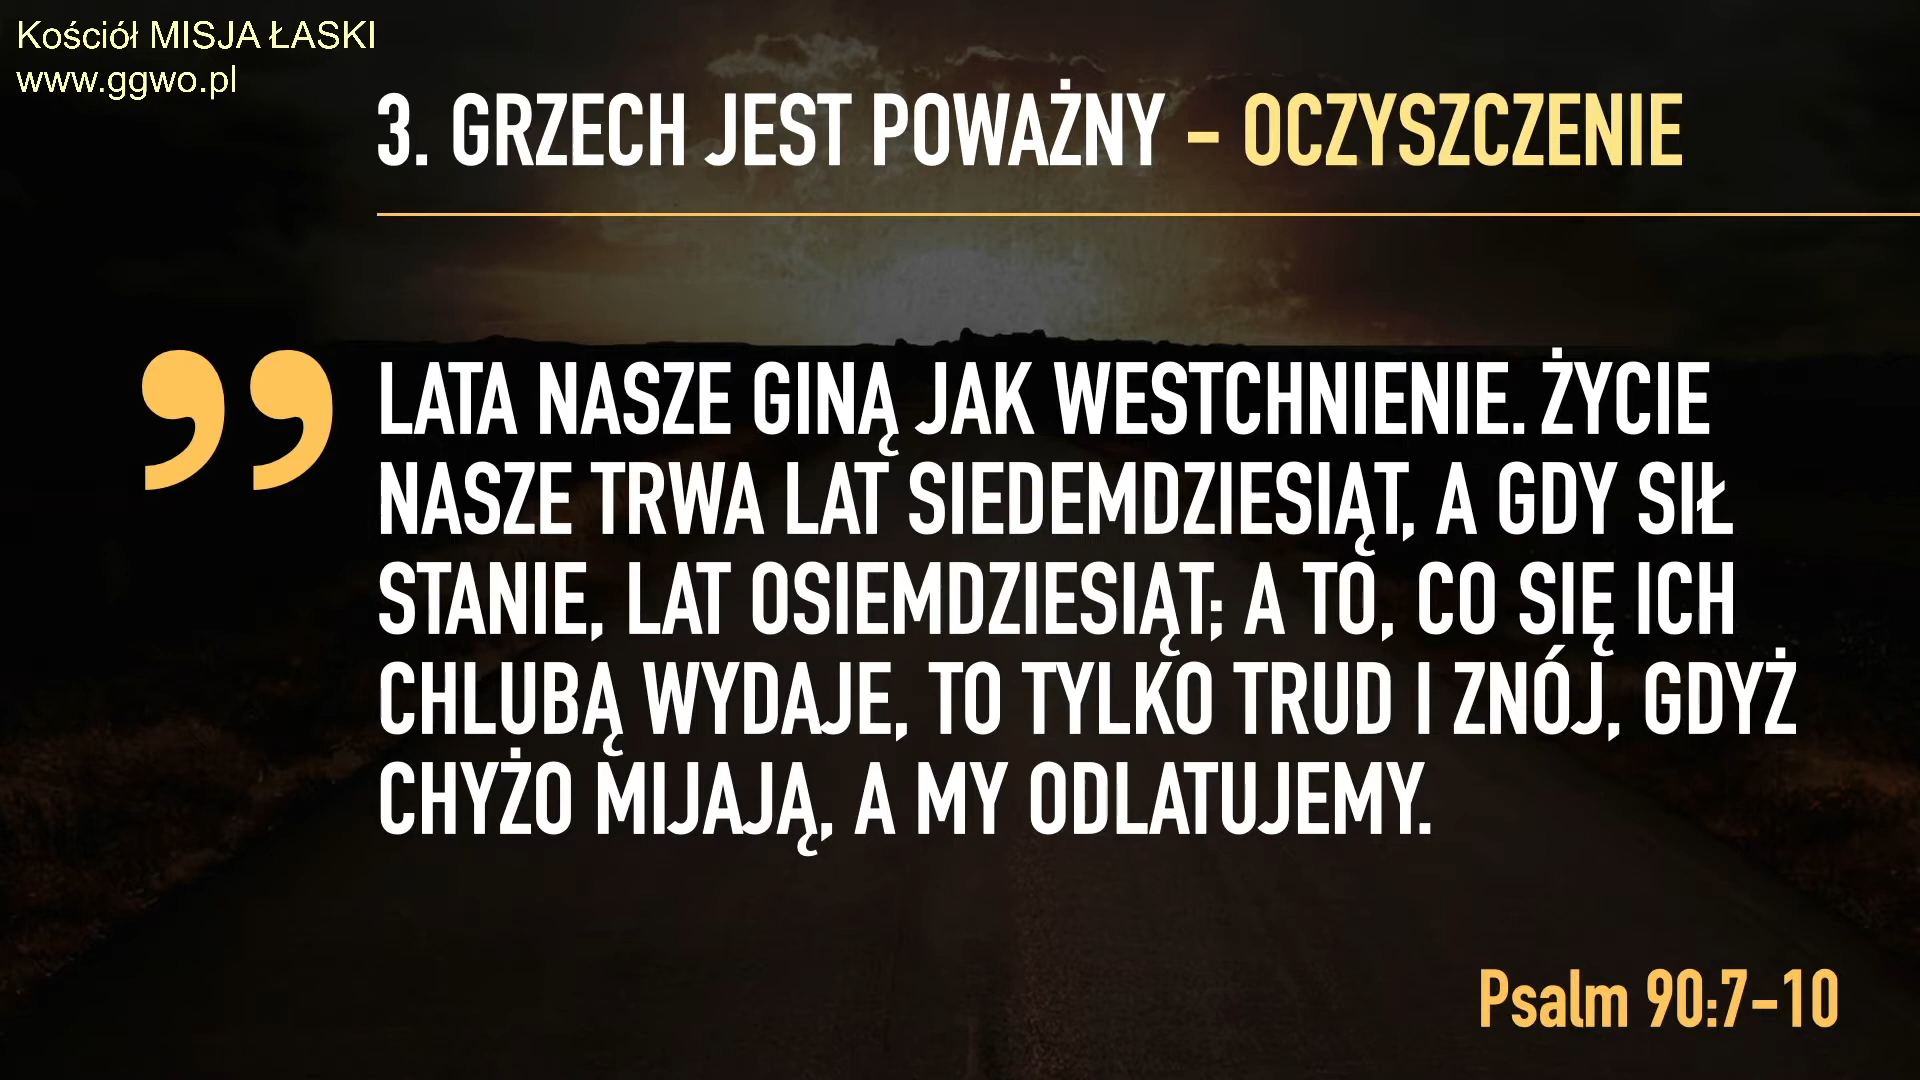 Kościół MISJA ŁASKI
www.ggwo.pl
3. GRZECH JEST POWAŻNY - OCZYSZCZENIE
” LATA NASZE GINĄ JAK WESTCHNIENIE. ŻYCIE
NASZE TRWA LAT SIEDEMDZIESIĄT, A GDY SIŁ
STANIE, LAT OSIEMDZIESIĄT; A TO, CO SIĘ ICH
CHLUBĄ WYDAJE, TO TYLKO TRUD I ZNÓJ, GDYŻ
CHYŻO MIJAJĄ, A MY ODLATUJEMY.
Psalm 90:7-10